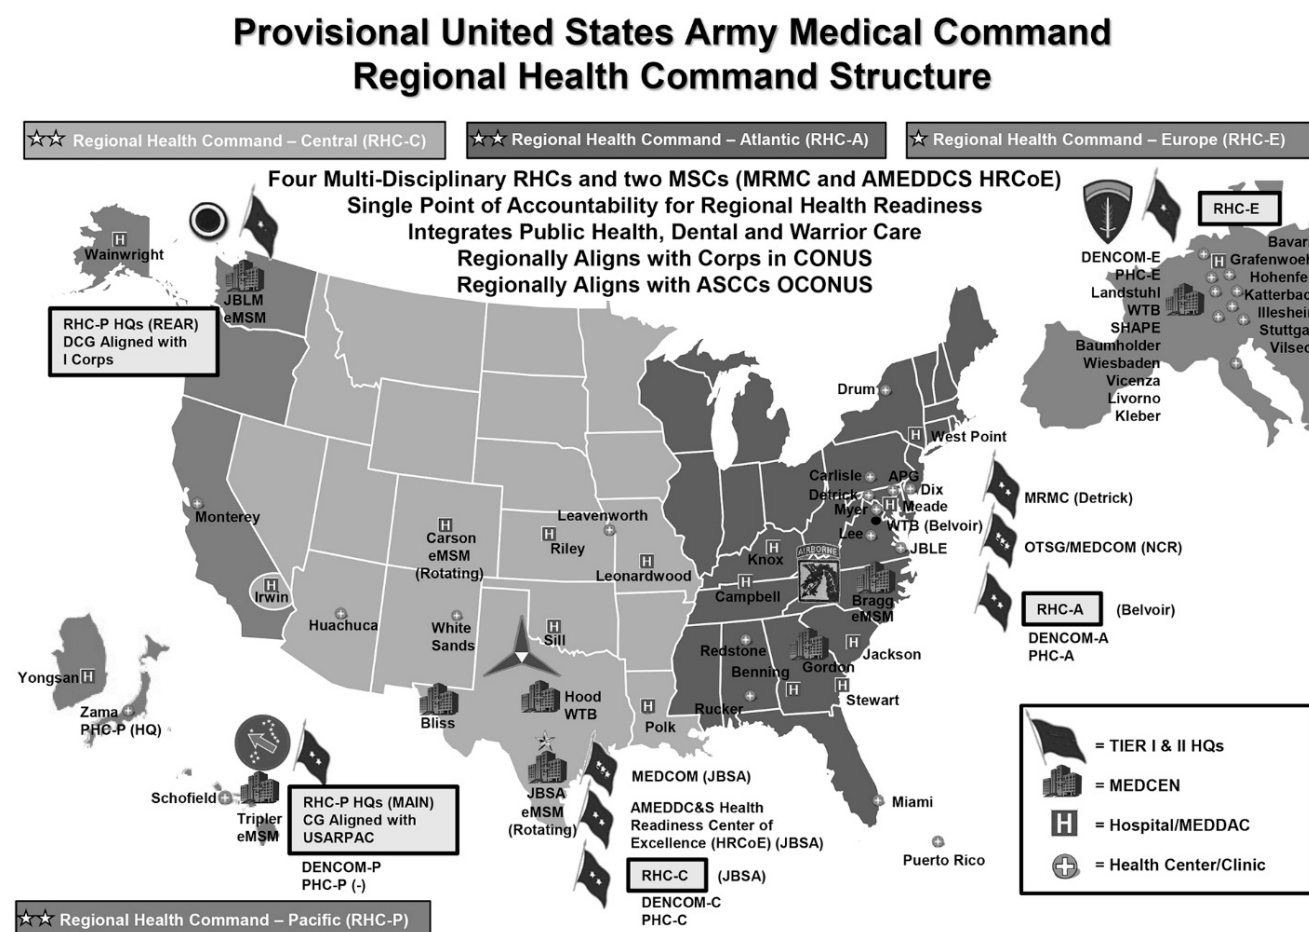 Provisional United States Army Medical Command
Regional Health Command Structure
Regional Health Command – Central (RHC-C)
Regional Health Command – Atlantic (RHC-A)
Regional Health Command – Europe (RHC-E)
Four Multi-Disciplinary RHCs and two MSCs (MRMC and AMEDDCS HRCoE)
Single Point of Accountability for Regional Health Readiness
Integrates Public Health, Dental and Warrior Care
Regionally Aligns with Corps in CONUS
Regionally Aligns with ASCCs OCONUS
H
Wainwright
JBLM
eMSM
RHC-P HQs (REAR)
DCG Aligned with
I Corps
RHC-E
DENCOM-E
PHC-E
Landstuhl
WTB
SHAPE
Baumholder
Wiesbaden
Vicenza
Livorno
Kleber
H
Bavar
Grafenwoeh
Hohenfe
Katterbac
Illeshei
Stuttga
Vilsec
Drum
H
West Point
Carlisle
APG
Dix
Detrick
H
Meade
Myer
WTB (Belvoir)
Lee
JBLE
MRMC (Detrick)
OTSG/MEDCOM (NCR)
RHC-A
(Belvoir)
DENCOM-A
PHC-A
Monterey
H
Carson
eMSM
(Rotating)
Leavenworth
H
Riley
H
Leonardwood
H
Knox
AIRBORNE
H
Campbell
Bragg
eMSM
H
Irwin
Huachuca
White
Sands
H
Sill
Redstone
Benning
H
Gordon
H
Jackson
H
Stewart
Rucker
Bliss
Hood
WTB
H
Polk
Yongsan
H
Zama
PHC-P (HQ)
Schofield
Tripler
eMSM
RHC-P HQs (MAIN)
CG Aligned with
USARPAC
DENCOM-P
PHC-P (-)
JBSA
eMSM
(Rotating)
MEDCOM (JBSA)
AMEDDC&S Health
Readiness Center of
Excellence (HRCoE) (JBSA)
RHC-C
(JBSA)
DENCOM-C
PHC-C
Miami
Puerto Rico
= TIER I & II HQs
= MEDCEN
H
= Hospital/MEDDAC
= Health Center/Clinic
Regional Health Command – Pacific (RHC-P)